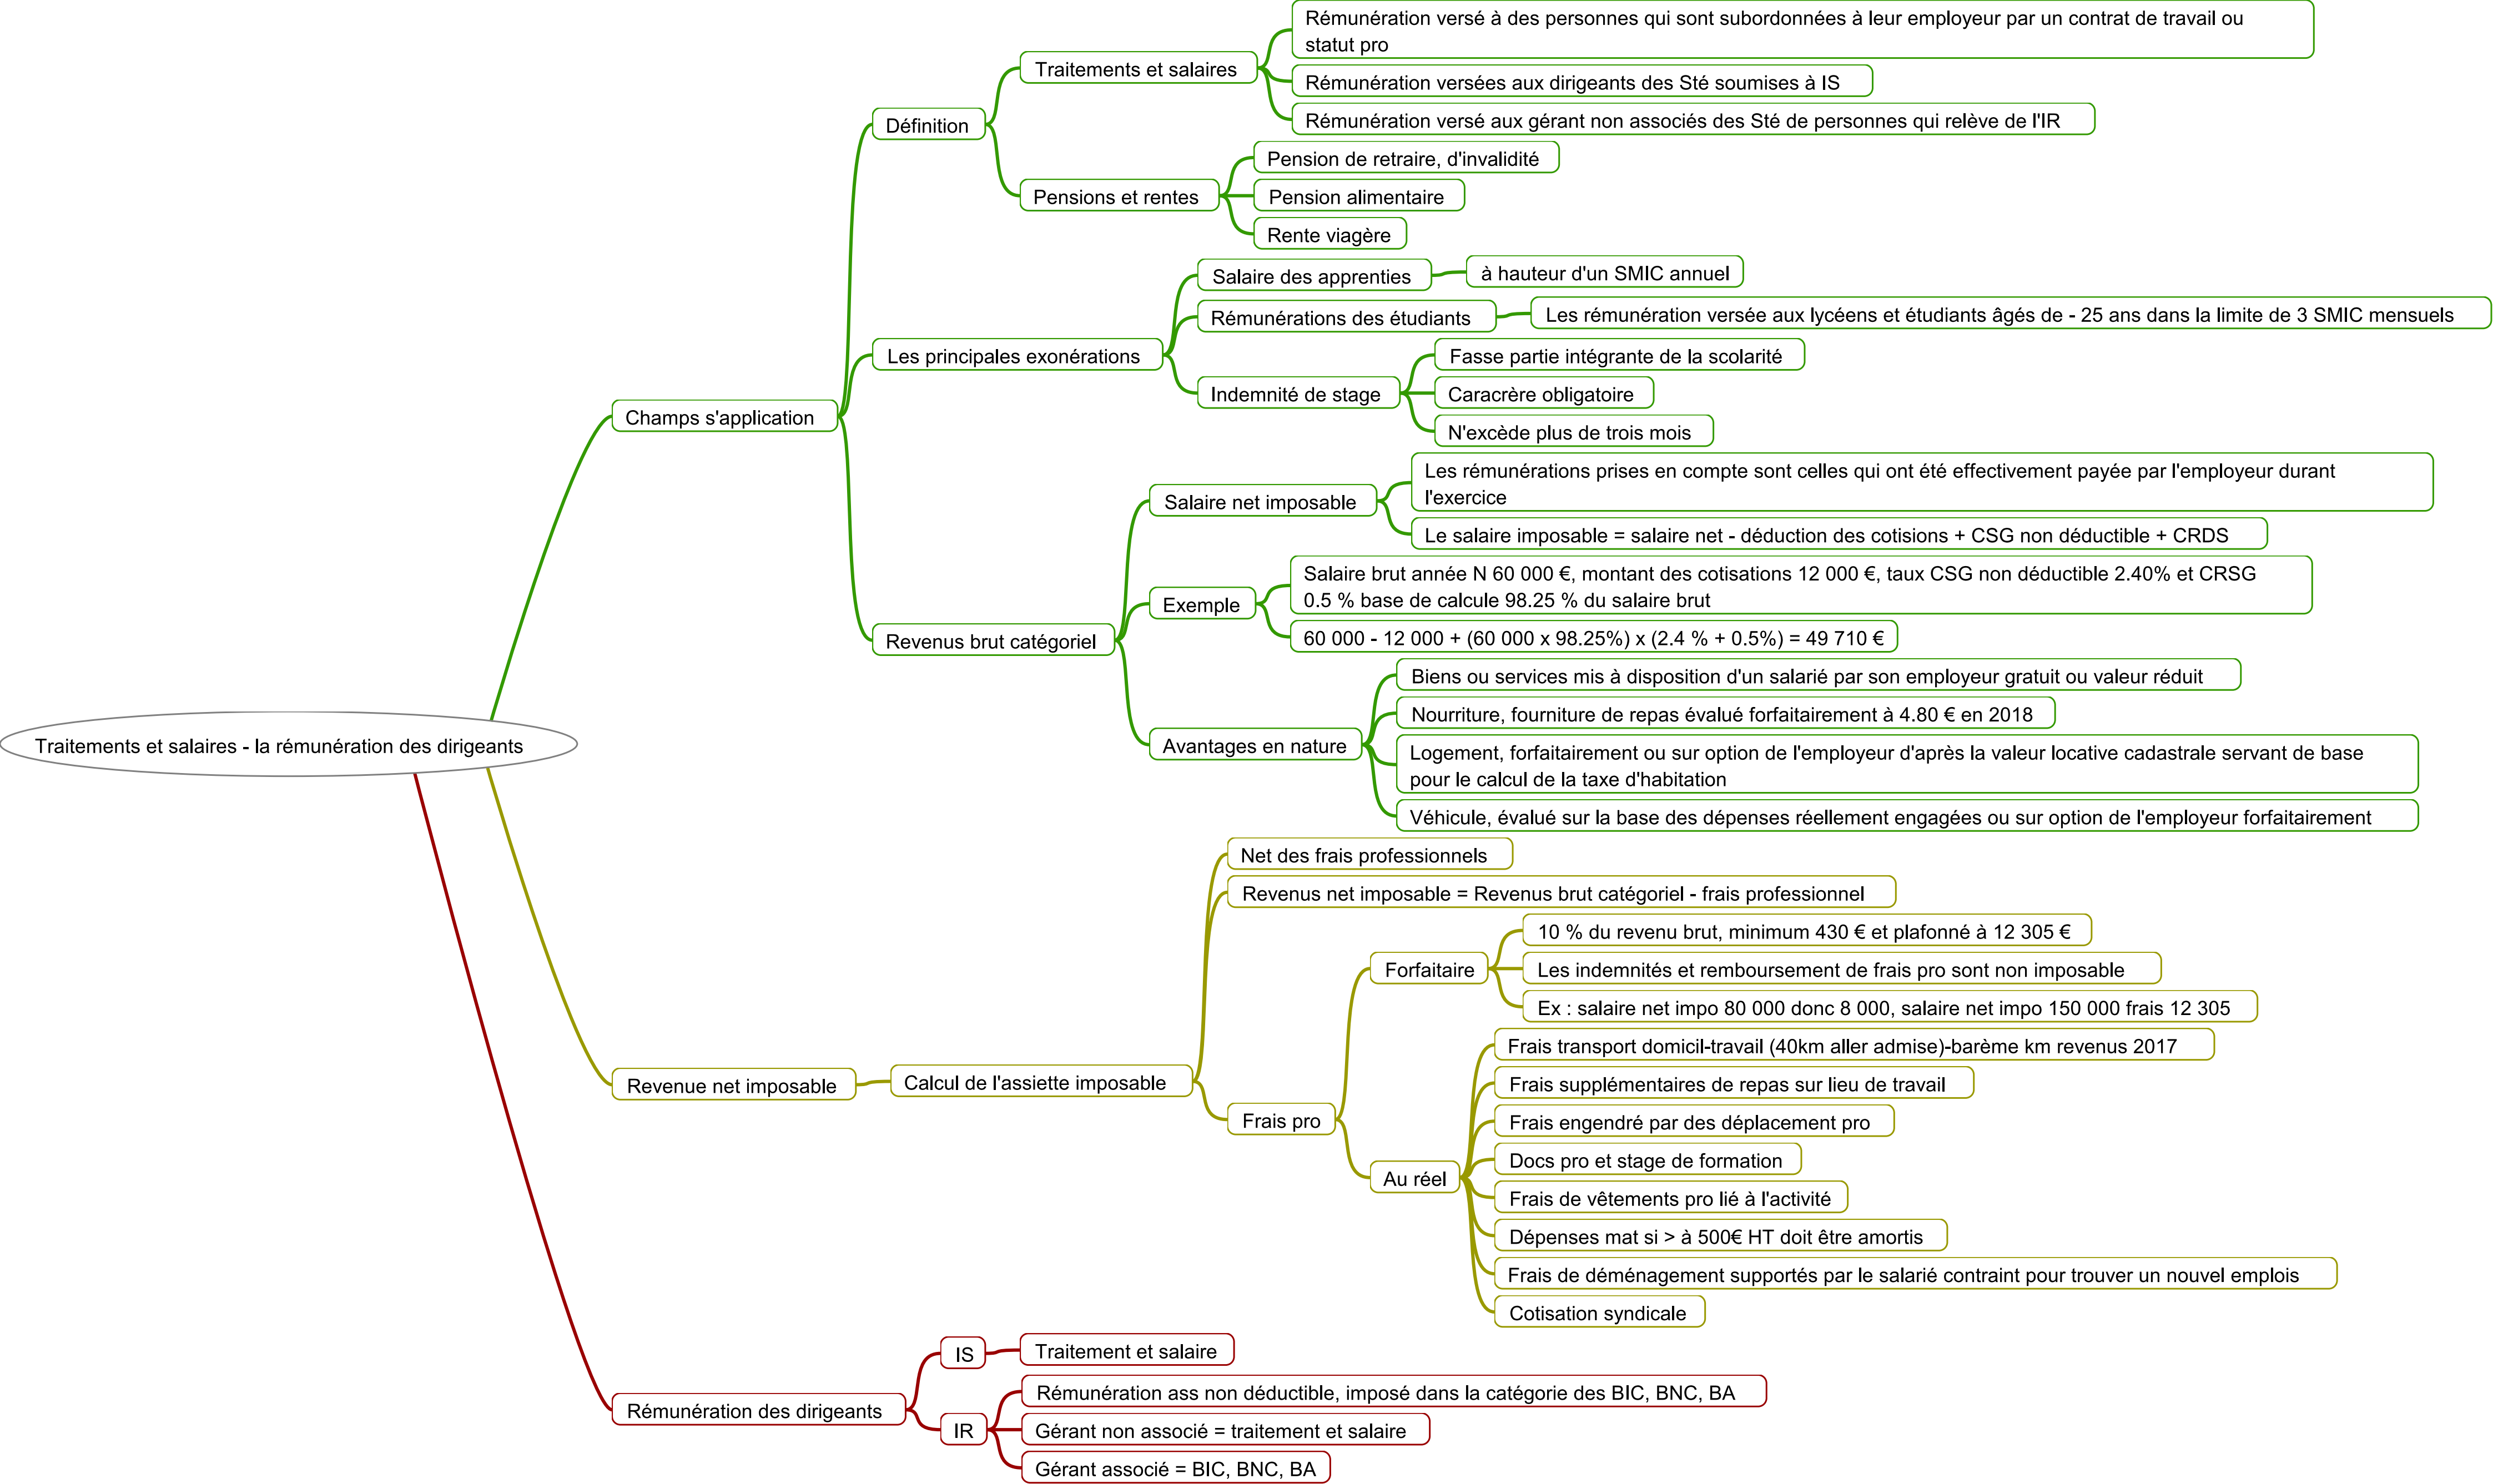 Traitements et salaires - la rémunération des dirigeants
Champs s'application
Définition
Traitements et salaires
Rémunération versé à des personnes qui sont subordonnées à leur employeur par un contrat de travail ou
statut pro
Rémunération versées aux dirigeants des Sté soumises à IS
Rémunération versé aux gérant non associés des Sté de personnes qui relève de l'IR
Pensions et rentes
Pension de retraire, d'invalidité
Pension alimentaire
Rente viagère
Les principales exonérations
Salaire des apprenties
à hauteur d'un SMIC annuel
Rémunérations des étudiants
Les rémunération versée aux lycéens et étudiants âgés de - 25 ans dans la limite de 3 SMIC mensuels
Indemnité de stage
Fasse partie intégrante de la scolarité
Caracrère obligatoire
N'excède plus de trois mois
Revenus brut catégoriel
Salaire net imposable
Les rémunérations prises en compte sont celles qui ont été effectivement payée par l'employeur durant
l'exercice
Le salaire imposable = salaire net - déduction des cotisions + CSG non déductible + CRDS
Exemple
Salaire brut année N 60 000 €, montant des cotisations 12 000 €, taux CSG non déductible 2.40% et CRSG
0.5 % base de calcule 98.25 % du salaire brut
60 000 - 12 000 + (60 000 x 98.25%) x (2.4 % + 0.5%) = 49 710 €
Avantages en nature
Biens ou services mis à disposition d'un salarié par son employeur gratuit ou valeur réduit
Nourriture, fourniture de repas évalué forfaitairement à 4.80 € en 2018
Logement, forfaitairement ou sur option de l'employeur d'après la valeur locative cadastrale servant de base
pour le calcul de la taxe d'habitation
Véhicule, évalué sur la base des dépenses réellement engagées ou sur option de l'employeur forfaitairement
Revenue net imposable
Calcul de l'assiette imposable
Net des frais professionnels
Revenus net imposable = Revenus brut catégoriel - frais professionnel
Frais pro
Forfaitaire
10 % du revenu brut, minimum 430 € et plafonné à 12 305 €
Les indemnités et remboursement de frais pro sont non imposable
Ex : salaire net impo 80 000 donc 8 000, salaire net impo 150 000 frais 12 305
Au réel
Frais transport domicil-travail (40km aller admise)-barème km revenus 2017
Frais supplémentaires de repas sur lieu de travail
Frais engendré par des déplacement pro
Docs pro et stage de formation
Frais de vêtements pro lié à l'activité
Dépenses mat si > à 500€ HT doit être amortis
Frais de déménagement supportés par le salarié contraint pour trouver un nouvel emplois
Cotisation syndicale
Rémunération des dirigeants
IS
Traitement et salaire
IR
Rémunération ass non déductible, imposé dans la catégorie des BIC, BNC, BA
Gérant non associé = traitement et salaire
Gérant associé = BIC, BNC, BA